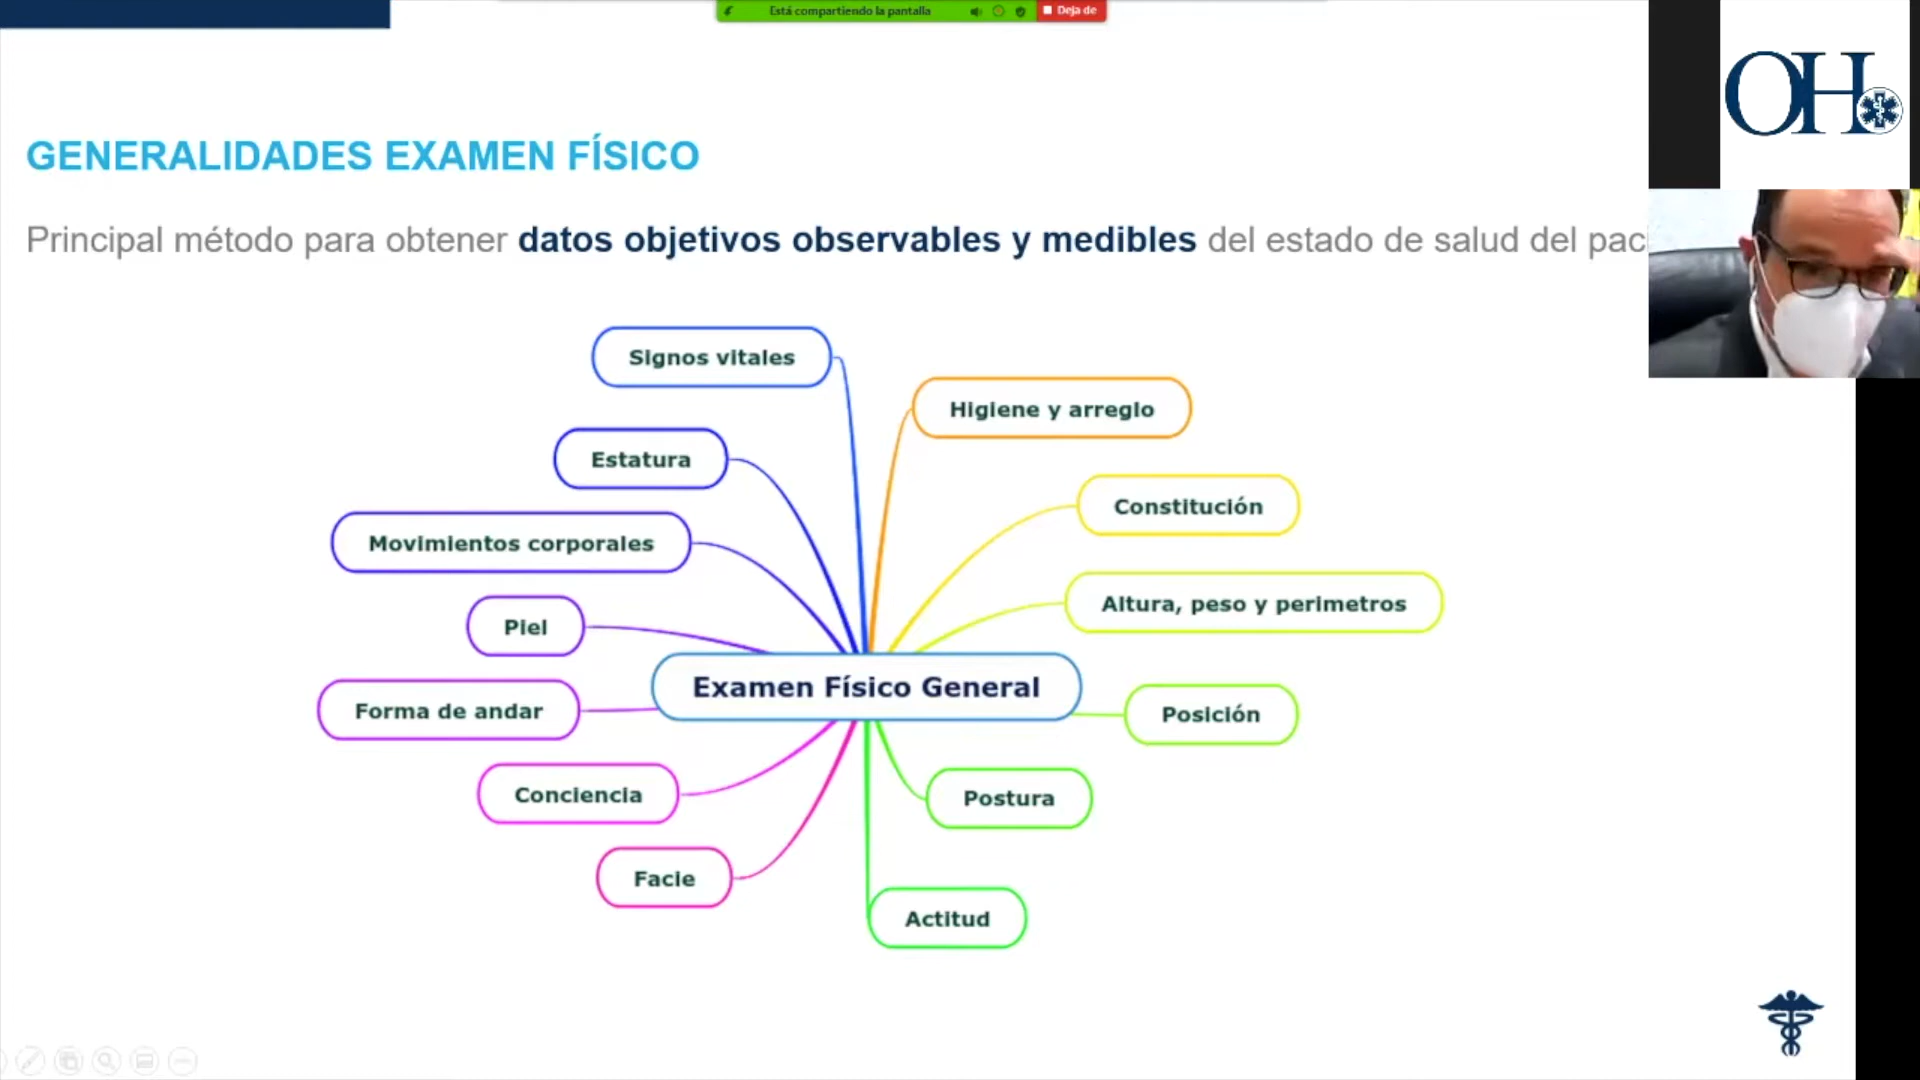 Está compartiendo la pantalla
Deja de
OH
GENERALIDADES EXAMEN FÍSICO
Principal método para obtener datos objetivos observables y medibles del estado de salud del pac
Signos vitales
Higiene y arreglo
Estatura
Constitución
Movimientos corporales
Altura, peso y perimetros
Piel
Examen Físico General
Forma de andar
Posición
Conciencia
Postura
Facie
Actitud